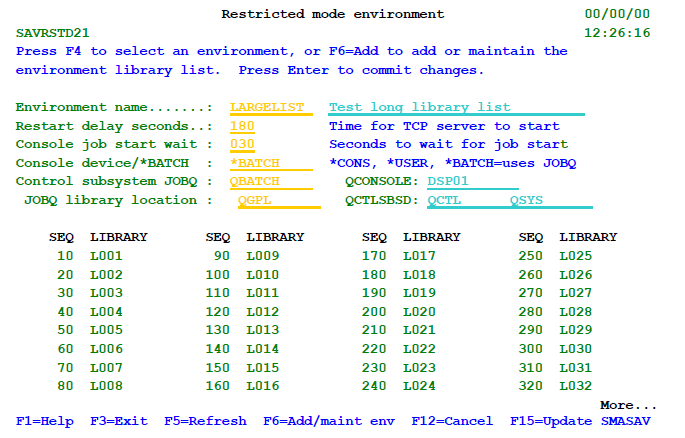 Restricted mode environment 00/00/00
SAVRSTD21 12:26:16
Press F4 to select an environment, or F6=Add to add or maintain the
environment library list. Press Enter to commit changes.
Environment name.......: LARGELIST Test long library list
Restart delay seconds..: 180 Time for TCP server to start
Console job start wait : 030 Seconds to wait for job start
Console device/*BATCH : *BATCH *CONS, *USER, *BATCH=uses JOBQ
Control subsystem JOBQ : QBATCH QCONSOLE: DSP01
JOBQ library location : QGPL QCTLSBSD: QCTL QSYS
SEQ LIBRARY SEQ LIBRARY SEQ LIBRARY SEQ LIBRARY
10 L001 90 L009 170 L017 250 L025
20 L002 100 L010 180 L018 260 L026
30 L003 110 L011 190 L019 270 L027
40 L004 120 L012 200 L020 280 L028
50 L005 130 L013 210 L021 290 L029
60 L006 140 L014 220 L022 300 L030
70 L007 150 L015 230 L023 310 L031
80 L008 160 L016 240 L024 320 L032
More...
F1=Help F3=Exit F5=Refresh F6=Add/maint env F12=Cancel F15=Update SMASAV